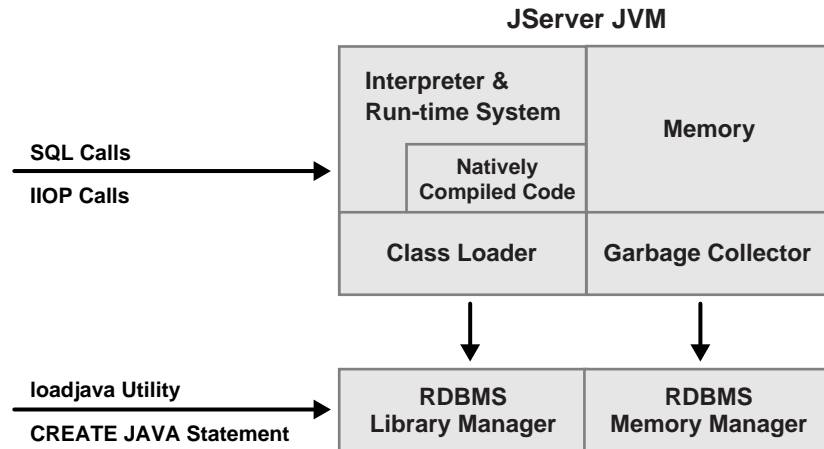 JServer JVM
Interpreter &
Run-time System
Memory
Natively
Compiled Code
SQL Calls
IIOP Calls
Class Loader
Garbage Collector
loadjava Utility
CREATE JAVA Statement
RDBMS
Library Manager
RDBMS
Memory Manager